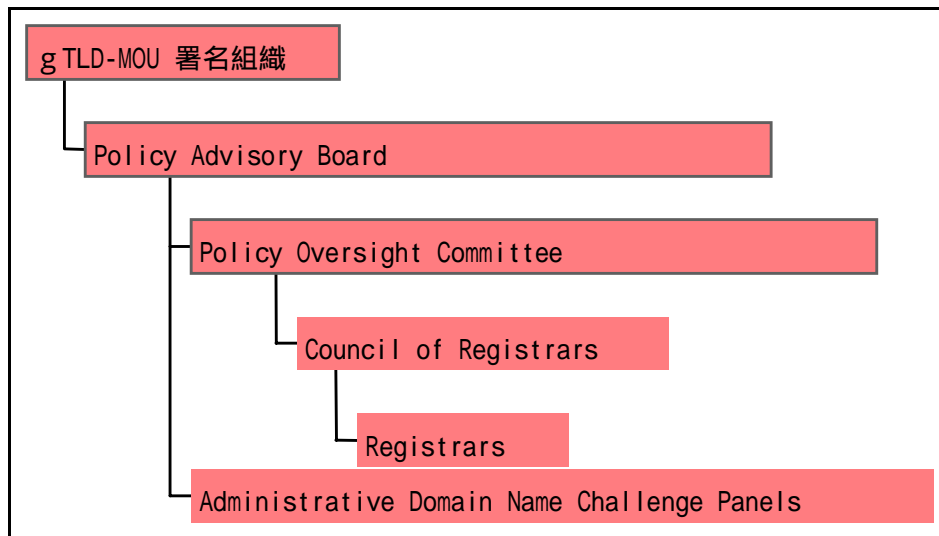 gTLD-MOU 署名組織
Policy Advisory Board
Policy Oversight Committee
Council of Registrars
Registrars
Administrative Domain Name Challenge Panels